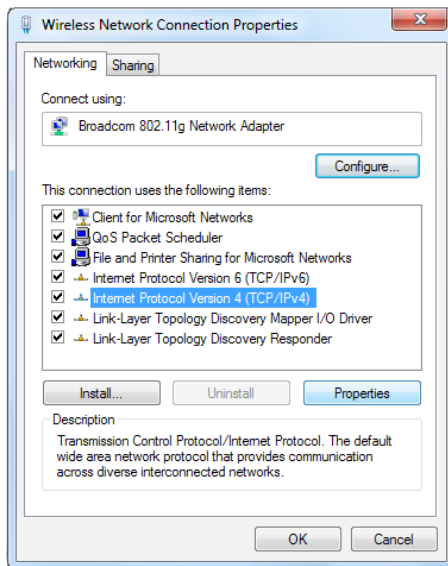 Wireless Network Connection Properties
Networking
Sharing
Connect using:
Broadcom 802.11g Network Adapter
Configure...
This connection uses the following items:
Client for Microsoft Networks
QoS Packet Scheduler
File and Printer Sharing for Microsoft Networks
Internet Protocol Version 6 (TCP/IPv6)
Internet Protocol Version 4 (TCP/IPv4)
Link-Layer Topology Discovery Mapper I/O Driver
Link-Layer Topology Discovery Responder
Install...
Uninstall
Properties
Description
Transmission Control Protocol/Internet Protocol. The default
wide area network protocol that provides communication
across diverse interconnected networks.
OK
Cancel